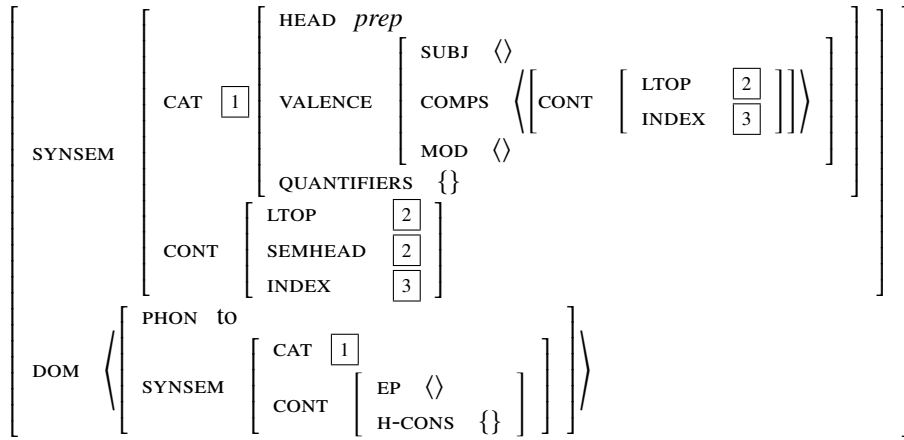 HEAD prep
SUBJ ⟨⟩
LTOP 2
CAT 1 VALENCE COMPS ⟨[CONT [ ]]⟩
INDEX 3
SYNSEM MOD ⟨⟩
QUANTIFIERS {}
LTOP 2
CONT SEMHEAD 2
INDEX 3
PHON to
CAT 1
DOM ⟨ SYNSEM EP ⟨⟩ ⟩
CONT
H-CONS {}